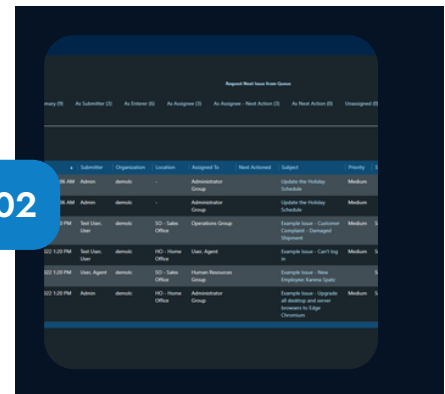 Request Next Issue from Queue
mary (9) As Submitter (3) As Enterer (6) As Assignee (3) As Assignee - Next Action (3) As Next Action (0) Unassigned (0)
Submitter Organization Location Assigned To Next Actioned Subject Priority S
:06 AM Admin demolc - Administrator Update the Holiday Medium
Group Schedule
:06 AM Admin demolc - Administrator Update the Holiday Medium
Group Schedule
02
Test User, demolc SO - Sales Operations Group Example Issue - Customer Medium S
User Office Complaint - Damaged
Shipment
022 1:20 PM Test User, demolc HO - Home User, Agent Example Issue - Can't log Medium
User Office in
022 1:20 PM User, Agent demolc SO - Sales Human Resources Example Issue - New S
Office Group Employee: Karena Spatz
022 1:20 PM Admin demolc HO - Home Administrator Example Issue - Upgrade Medium S
Office Group all desktop and server
browsers to Edge
Chromium